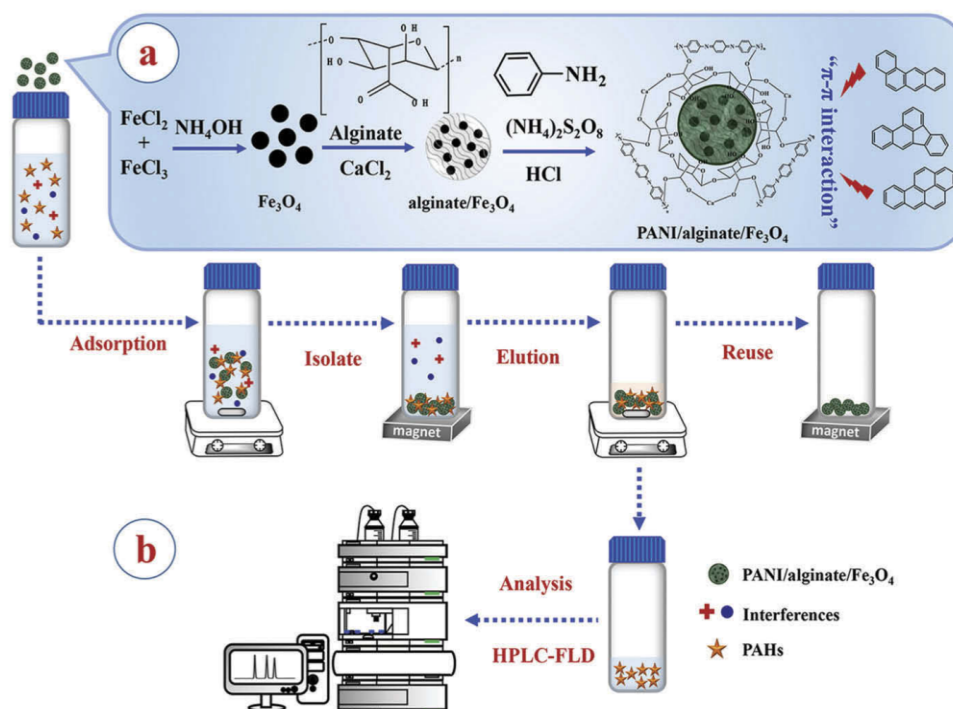 a
FeCl2
+
FeCl3
NH4OH
Fe3O4
O
H
O
O
H
HO
O
O
O
H
n
Alginate
CaCl2
alginate/Fe3O4
NH2
(NH4)2S2O8
HCl
PANI/alginate/Fe3O4
“π-π interaction”
Adsorption
Isolate
Elution
Reuse
magnet
magnet
b
Analysis
HPLC-FLD
PANI/alginate/Fe3O4
Interferences
PAHs